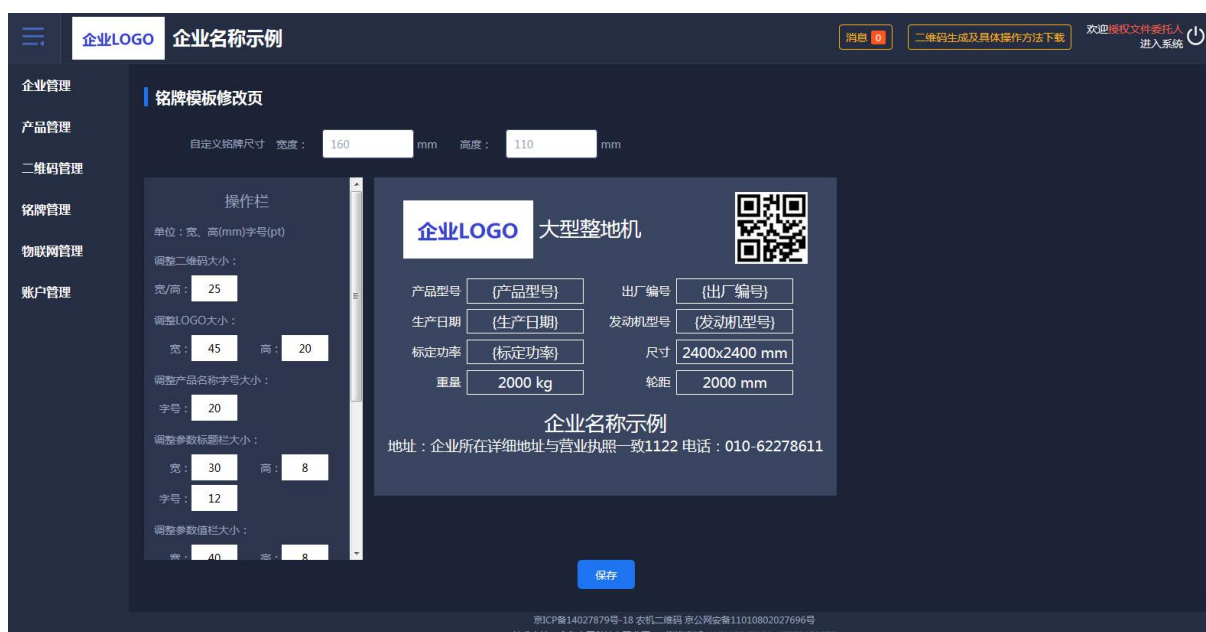 企业LOGO 企业名称示例 消息 0 二维码生成及具体操作方法下载 欢迎授权文件委托人
进入系统
企业管理
产品管理
二维码管理
铭牌管理
物联网管理
账户管理
铭牌模板修改页
自定义铭牌尺寸 宽度： 160 mm 高度： 110 mm
操作栏
单位：宽、高(mm)字号(pt)
调整二维码大小：
宽/高： 25
调整LOGO大小：
宽： 45 高： 20
调整产品名称字号大小：
字号： 20
调整参数标题栏大小：
宽： 30 高： 8
字号： 12
调整参数值栏大小：
宽： 40 高： 8
企业LOGO 大型整地机
产品型号 {产品型号} 出厂编号 {出厂编号}
生产日期 {生产日期} 发动机型号 {发动机型号}
标定功率 {标定功率} 尺寸 2400x2400 mm
重量 2000 kg 轮距 2000 mm
企业名称示例
地址：企业所在详细地址与营业执照一致1122 电话：010-62278611
保存
京ICP备14027879号-18 农机二维码 京公网安备11010802027696号